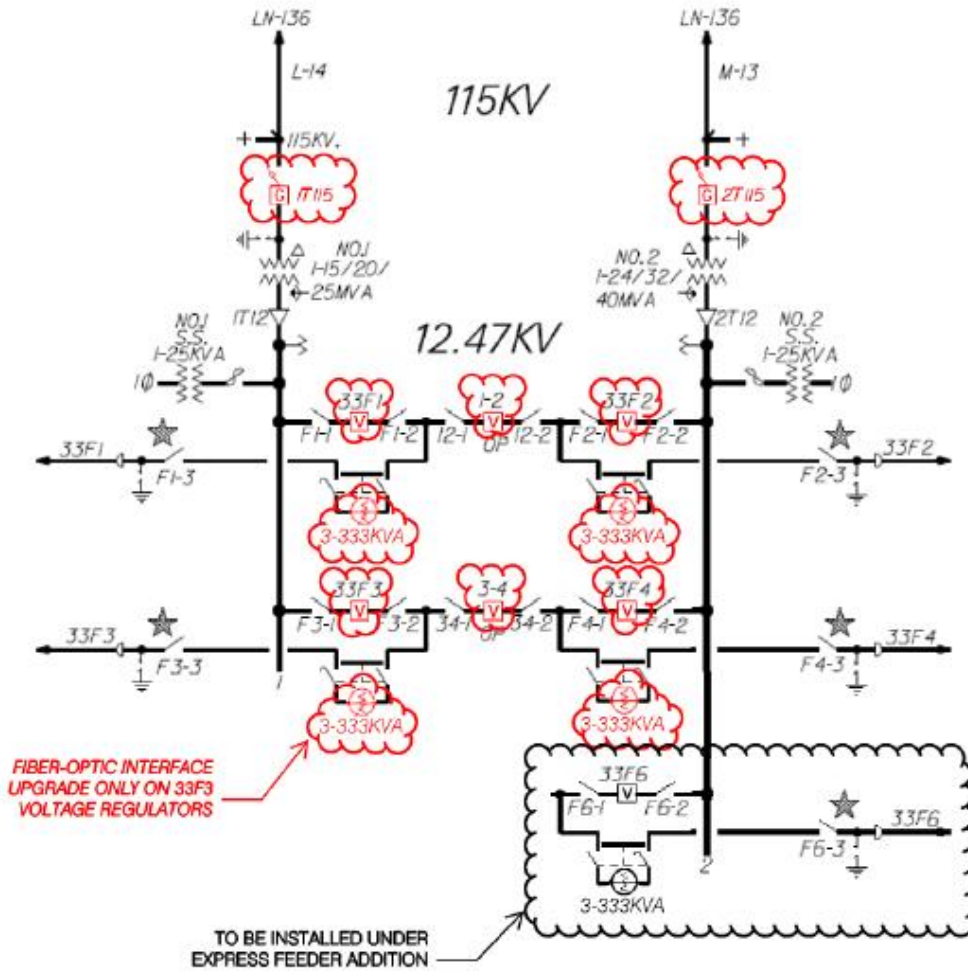 LN-136
LN-136
L-14
M-13
115KV
+
115KV.
+
G 1T115
G 2T115
NO.1
1-15/20/
25MVA
NO.2
1-24/32/
40MVA
1T12
2T12
NO.1
S.S.
1-25KVA
1Φ
12.47KV
NO.2
S.S.
1-25KVA
1Φ
33F1
1-2
33F2
V
V
V
F1-1
F1-2
12-1
OP
12-2
F2-1
F2-2
33F1
F1-3
F2-3
33F2
3-333KVA
3-333KVA
33F3
3-4
33F4
V
V
V
F3-1
F3-2
34-1
OP
34-2
F4-1
F4-2
33F3
F3-3
F4-3
33F4
1
3-333KVA
3-333KVA
FIBER-OPTIC INTERFACE
UPGRADE ONLY ON 33F3
VOLTAGE REGULATORS
33F6
F6-1
V
F6-2
33F6
F6-3
2
3-333KVA
TO BE INSTALLED UNDER
EXPRESS FEEDER ADDITION